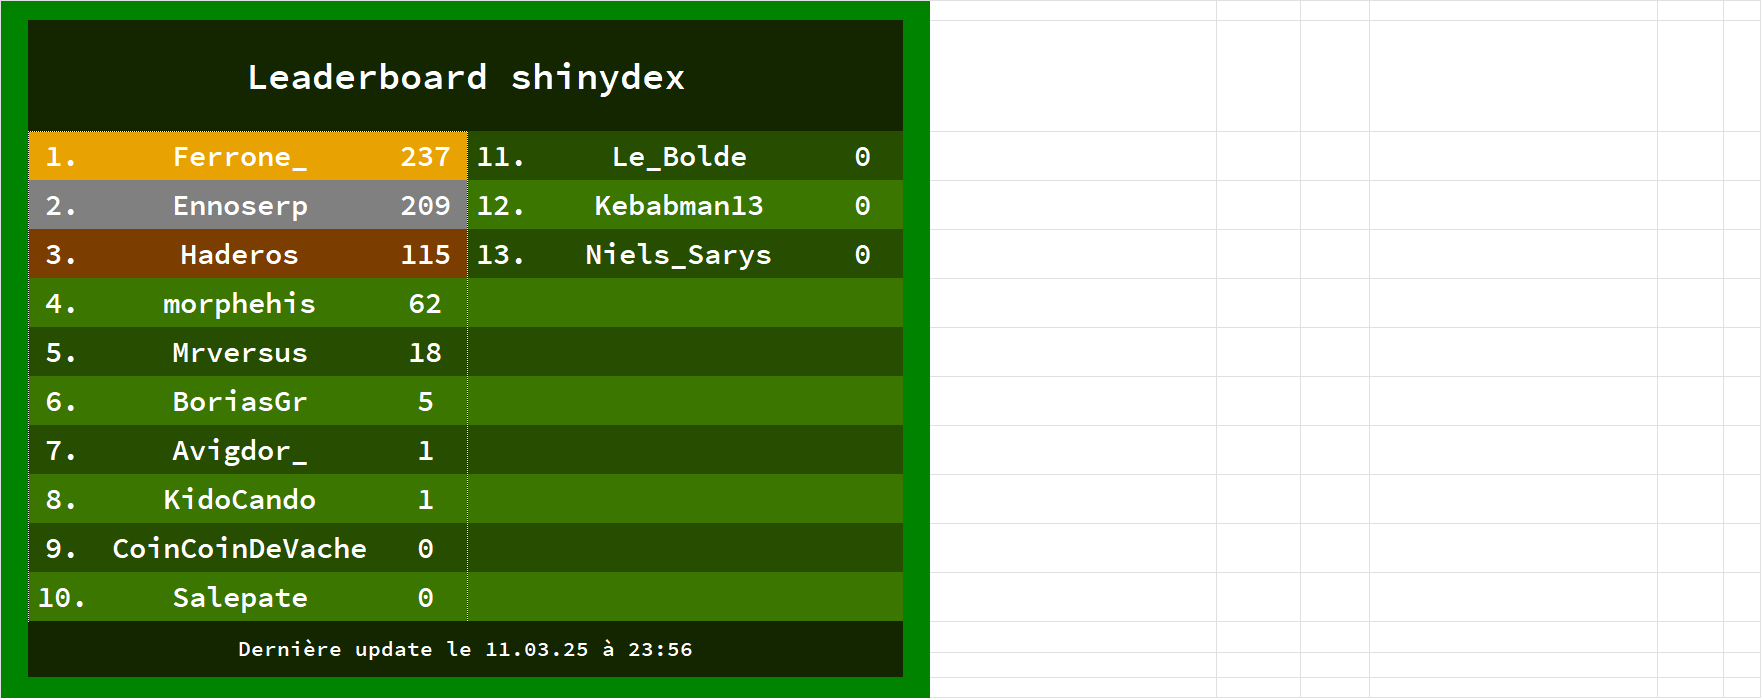 Leaderboard shinydex
1. Ferrone_ 237 11. Le_Bolde 0
2. Ennoserp 209 12. Kebabman13 0
3. Haderos 115 13. Niels_Sarys 0
4. morphehis 62
5. Mrversus 18
6. BoriasGr 5
7. Avigdor_ 1
8. KidoCando 1
9. CoinCoinDeVache 0
10. Salepate 0
Dernière update le 11.03.25 à 23:56